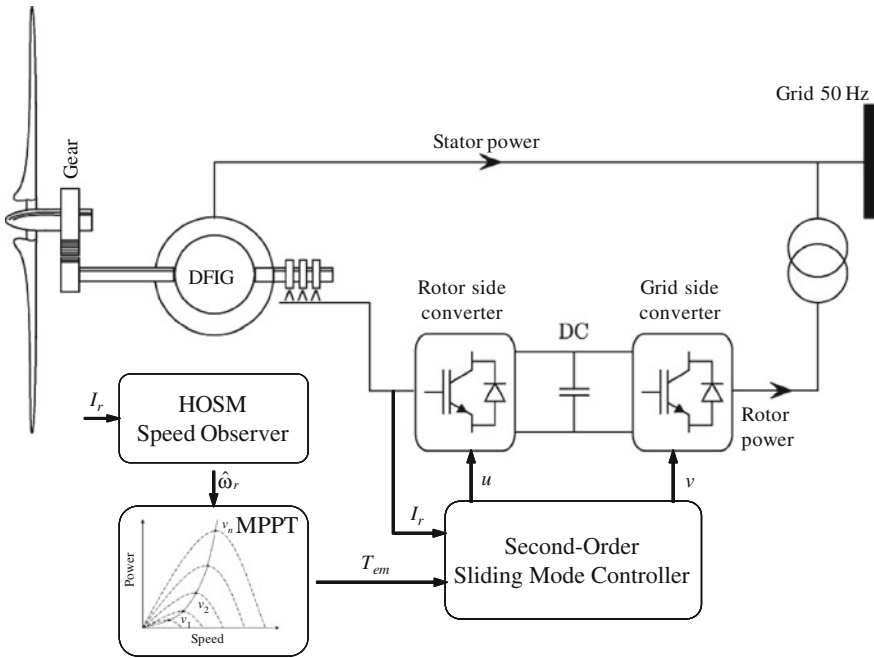 Grid 50 Hz
Stator power
Gear
DFIG
Rotor side
converter
Grid side
converter
DC
Rotor
power
I_r
HOSM
Speed Observer
ω̂_r
u
v
I_r
v_n MPPT
Power
v_2
v_1
Speed
T_em
Second-Order
Sliding Mode Controller